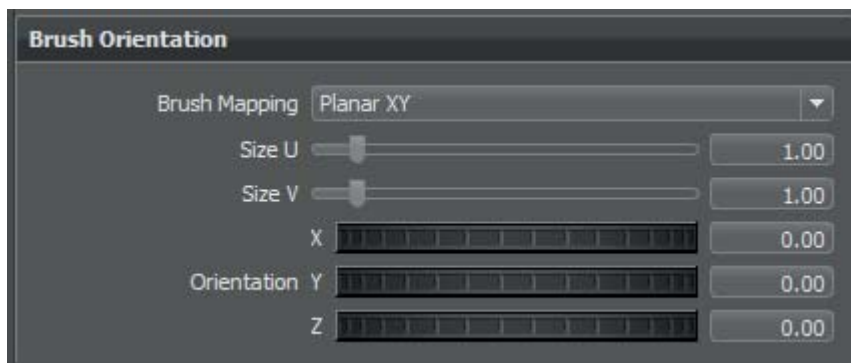 Brush Orientation
Brush Mapping Planar XY
Size U 1.00
Size V 1.00
X 0.00
Orientation Y 0.00
Z 0.00